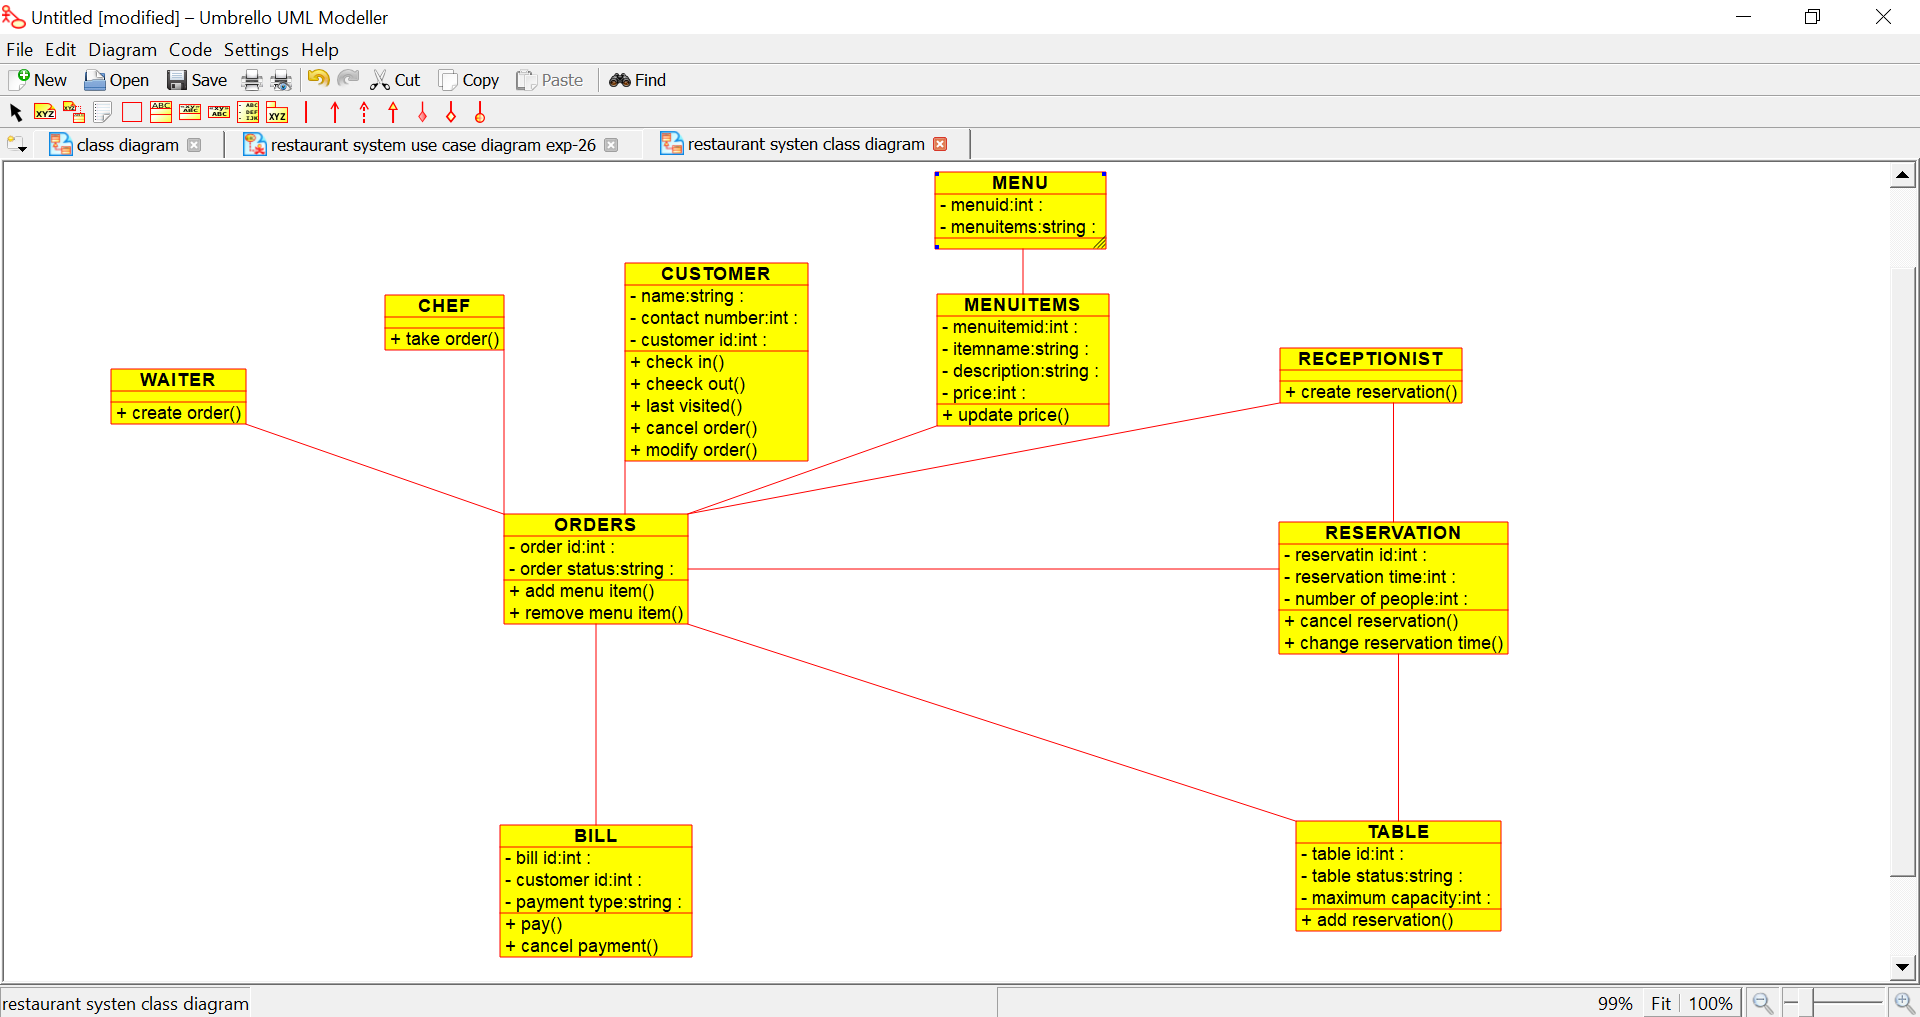 Untitled [modified] – Umbrello UML Modeller
File Edit Diagram Code Settings Help
New Open Save Cut Copy Paste Find
class diagram restaurant system use case diagram exp-26 restaurant systen class diagram
MENU
- menuid:int :
- menuitems:string :
CUSTOMER
- name:string :
- contact number:int :
- customer id:int :
+ check in()
+ cheeck out()
+ last visited()
+ cancel order()
+ modify order()
CHEF
+ take order()
MENUITEMS
- menuitemid:int :
- itemname:string :
- description:string :
- price:int :
+ update price()
RECEPTIONIST
+ create reservation()
WAITER
+ create order()
ORDERS
- order id:int :
- order status:string :
+ add menu item()
+ remove menu item()
RESERVATION
- reservatin id:int :
- reservation time:int :
- number of people:int :
+ cancel reservation()
+ change reservation time()
BILL
- bill id:int :
- customer id:int :
- payment type:string :
+ pay()
+ cancel payment()
TABLE
- table id:int :
- table status:string :
- maximum capacity:int :
+ add reservation()
restaurant systen class diagram
99% Fit 100%